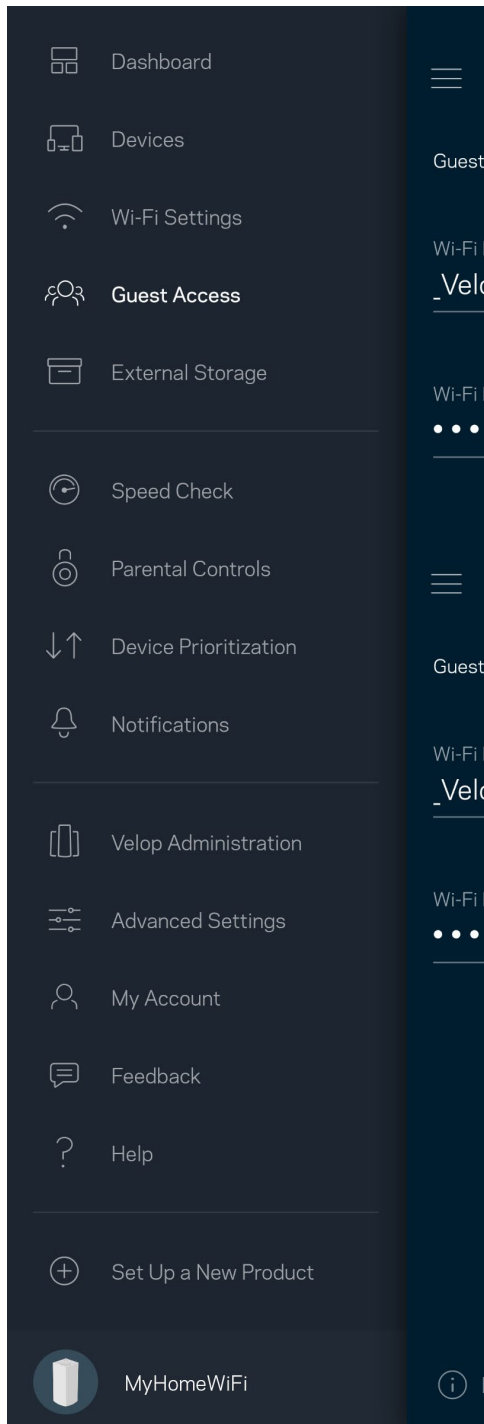 Dashboard
Devices
Wi-Fi Settings
Guest Access
External Storage
Speed Check
Parental Controls
Device Prioritization
Notifications
Velop Administration
Advanced Settings
My Account
Feedback
Help
Set Up a New Product
MyHomeWiFi
Guest
Wi-Fi
Wi-Fi
Guest
Wi-Fi
Wi-Fi